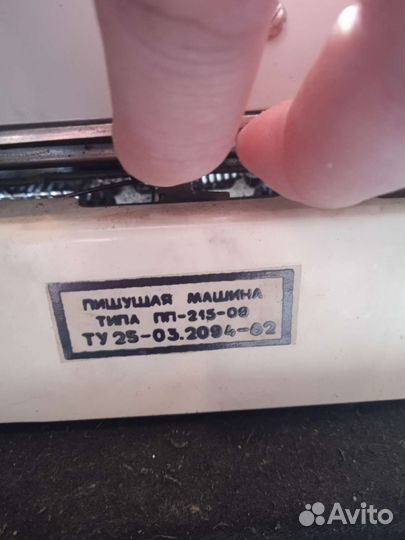 ПИШУЩАЯ МАШИНА
ТИПА ПП-215-09
ТУ 25-03.2094-82
Avito